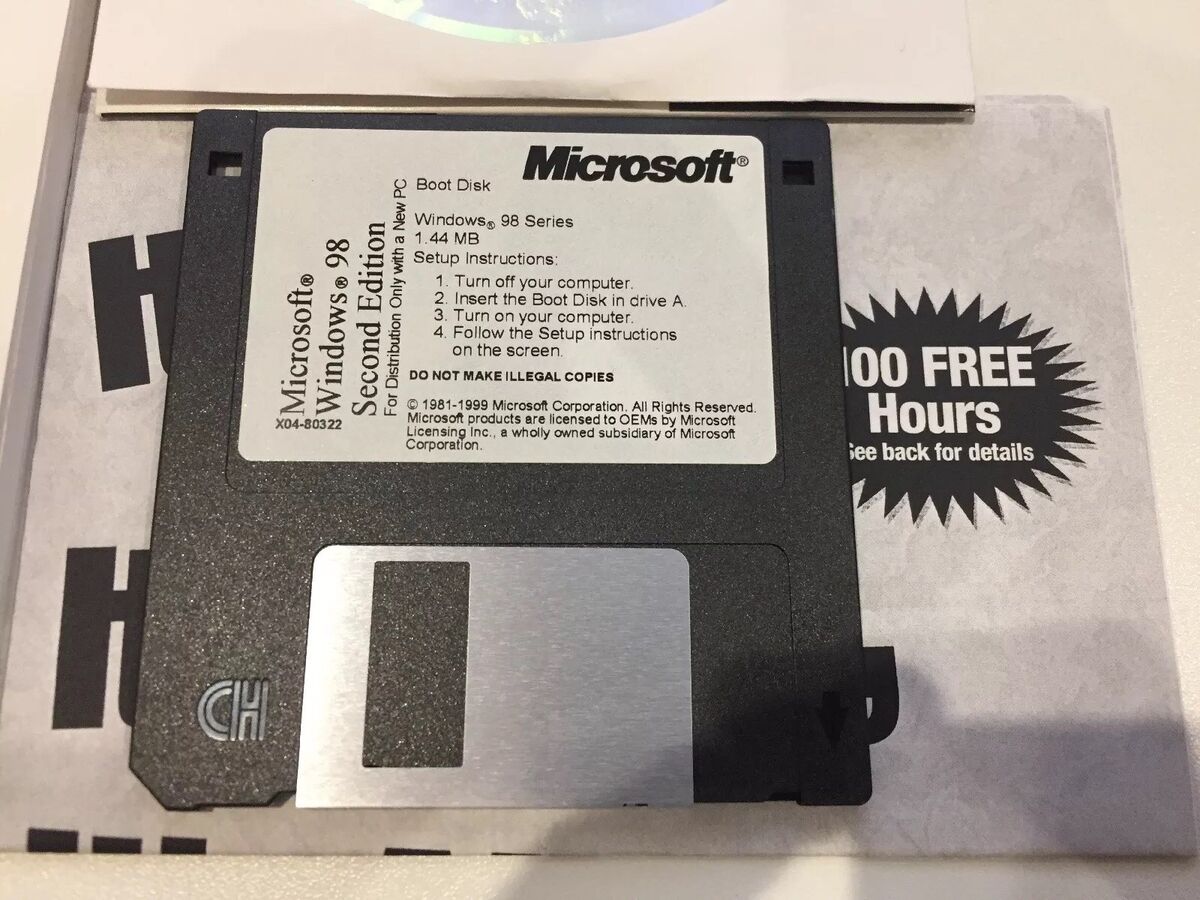 Microsoft®
Boot Disk
Windows® 98 Series
1.44 MB
Setup Instructions:
1. Turn off your computer.
2. Insert the Boot Disk in drive A.
3. Turn on your computer.
4. Follow the Setup instructions
on the screen.
DO NOT MAKE ILLEGAL COPIES
© 1981-1999 Microsoft Corporation. All Rights Reserved.
Microsoft products are licensed to OEMs by Microsoft
Licensing Inc., a wholly owned subsidiary of Microsoft
Corporation.
Microsoft®
Windows® 98
Second Edition
For Distribution Only with a New PC
X04-80322
00 FREE
Hours
See back for details
CH